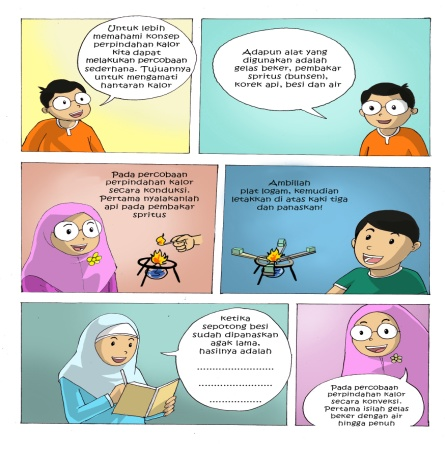 Untuk lebih
memahami konsep
perpindahan kalor
kita dapat
melakukan percobaan
sederhana. Tujuannya
untuk mengamati
hantaran kalor
Adapun alat yang
digunakan adalah
gelas beker, pembakar
spritus (bunsen),
korek api, besi dan air
Pada percobaan
perpindahan kalor
secara konduksi.
Pertama nyalakanlah
api pada pembakar
spritus
Ambillah
plat logam, kemudian
letakkan di atas kaki tiga
dan panaskan!
ketika
sepotong besi
sudah dipanaskan
agak lama,
hasilnya adalah
........................
........................
................
Pada percobaan
perpindahan kalor
secara konveksi.
Pertama isilah gelas
beker dengan air
hingga penuh